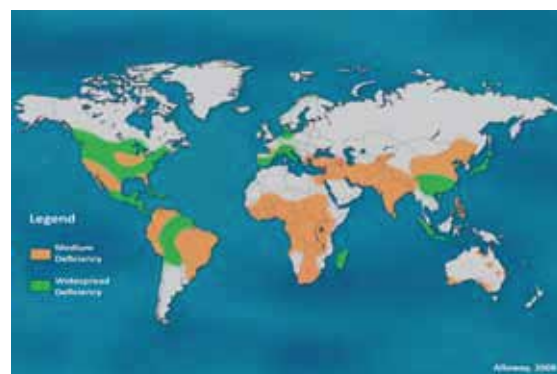 Legend
Medium
Deficiency
Widespread
Deficiency
Alloway, 2008